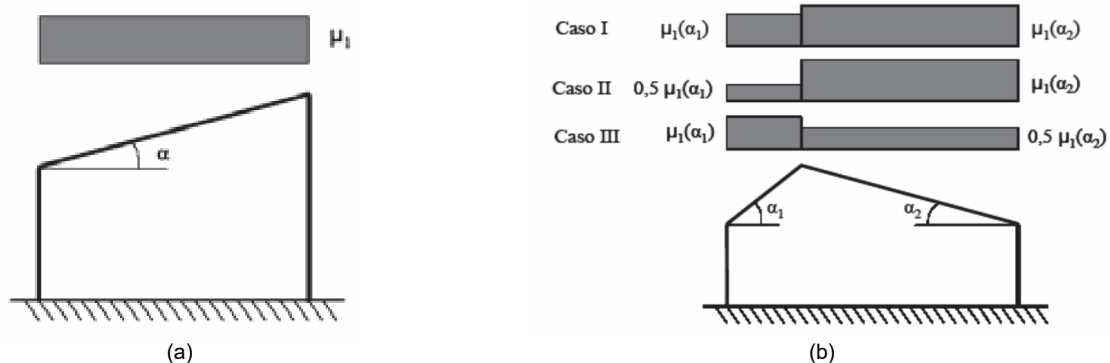 μ₁
α
(a)
Caso I μ₁(α₁) μ₁(α₂)
Caso II 0,5 μ₁(α₁) μ₁(α₂)
Caso III μ₁(α₁) 0,5 μ₁(α₂)
α₁ α₂
(b)